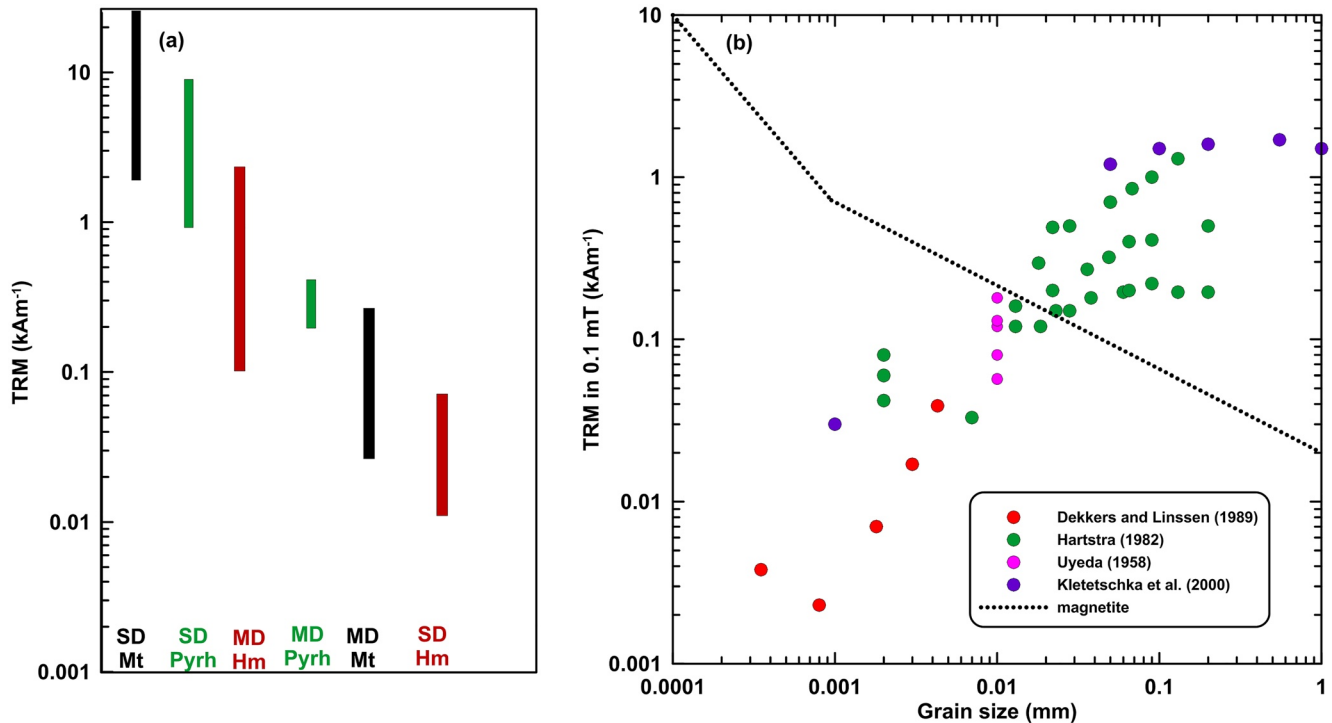 (a)
TRM (kAm⁻¹)
10
1
0.1
0.01
0.001
SD SD MD MD MD SD
Mt Pyrh Hm Pyrh Mt Hm
(b)
TRM in 0.1 mT (kAm⁻¹)
10
1
0.1
0.01
0.001
Dekkers and Linssen (1989)
Hartstra (1982)
Uyeda (1958)
Kletetschka et al. (2000)
magnetite
0.0001 0.001 0.01 0.1 1
Grain size (mm)